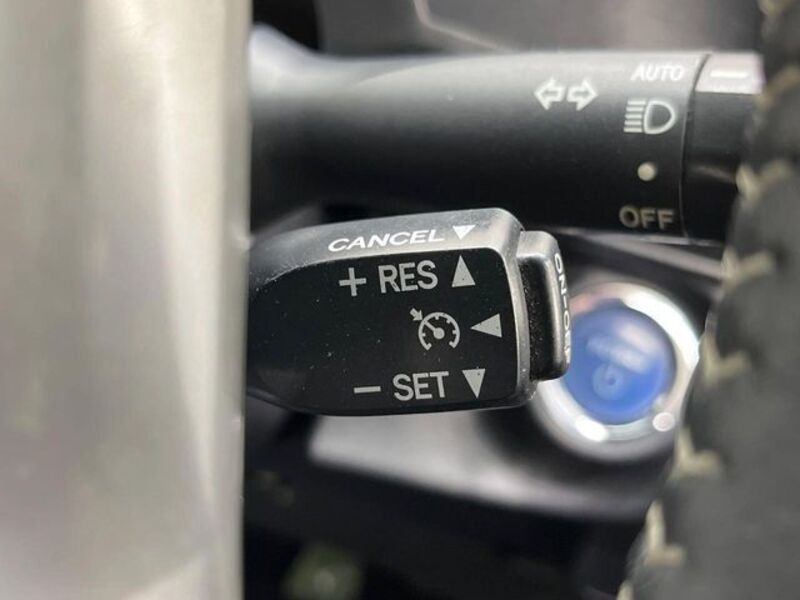 AUTO
OFF
CANCEL
+ RES
- SET
ON-OFF